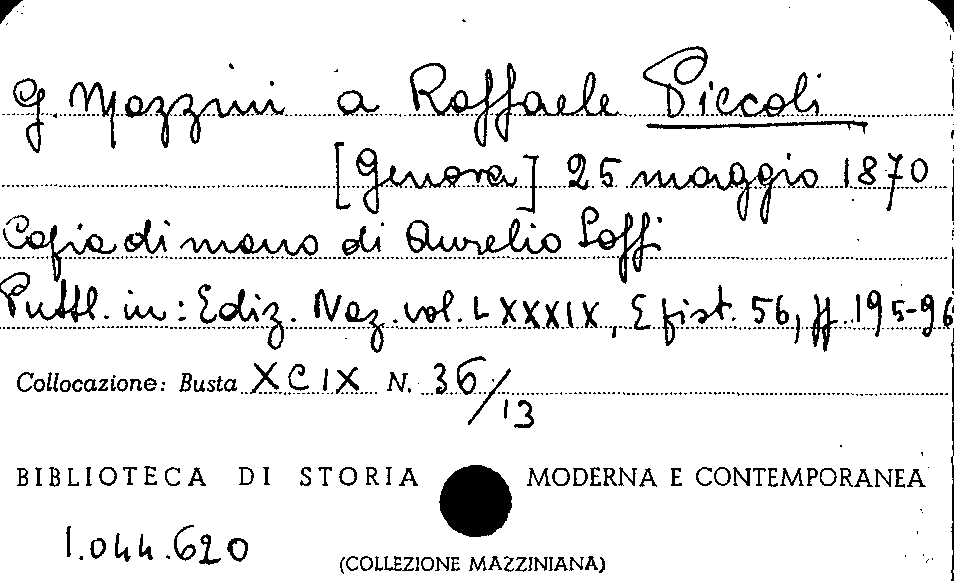 G. Mazzini a Raffaele Piccoli
[Genova] 25 maggio 1870
Copia di mano di Aurelio Saffi
Pubbl. in: Ediz. Naz. vol. LXXXIX, Epist. 56, pp. 195-96
Collocazione: Busta XCIX N. 36/13
BIBLIOTECA DI STORIA MODERNA E CONTEMPORANEA
1.044.620
(COLLEZIONE MAZZINIANA)